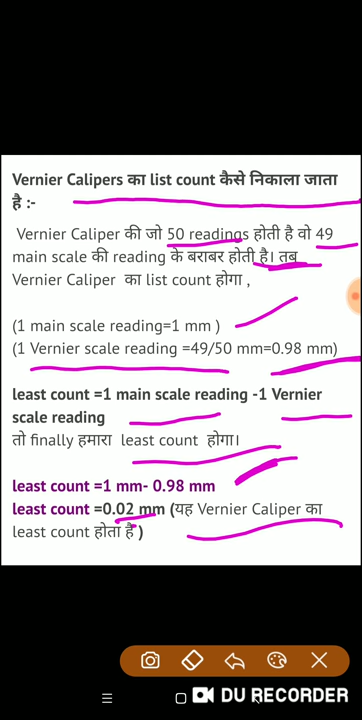 Vernier Calipers का list count कैसे निकाला जाता
है :-
Vernier Caliper की जो 50 readings होती है वो 49
main scale की reading के बराबर होती है। तब
Vernier Caliper का list count होगा ,
(1 main scale reading=1 mm )
(1 Vernier scale reading =49/50 mm=0.98 mm)
least count =1 main scale reading -1 Vernier
scale reading
तो finally हमारा least count होगा।
least count =1 mm- 0.98 mm
least count =0.02 mm (यह Vernier Caliper का
least count होता है )
DU RECORDER